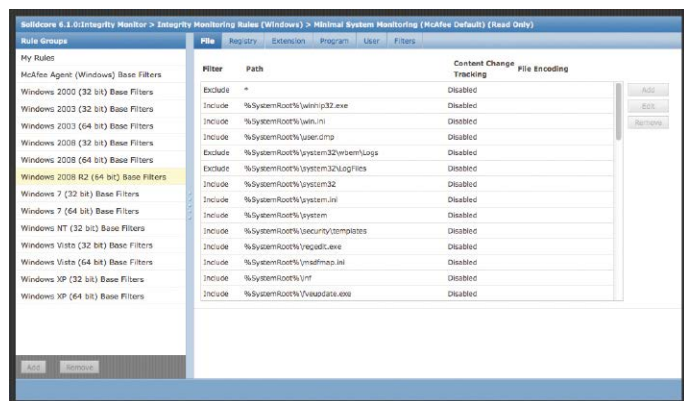 Solidcore 6.1.0:Integrity Monitor > Integrity Monitoring Rules (Windows) > Minimal System Monitoring (McAfee Default) (Read Only)
Rule Groups
My Rules
McAfee Agent (Windows) Base Filters
Windows 2000 (32 bit) Base Filters
Windows 2003 (32 bit) Base Filters
Windows 2003 (64 bit) Base Filters
Windows 2008 (32 bit) Base Filters
Windows 2008 (64 bit) Base Filters
Windows 2008 R2 (64 bit) Base Filters
Windows 7 (32 bit) Base Filters
Windows 7 (64 bit) Base Filters
Windows NT (32 bit) Base Filters
Windows Vista (32 bit) Base Filters
Windows Vista (64 bit) Base Filters
Windows XP (32 bit) Base Filters
Windows XP (64 bit) Base Filters
Add Remove
File Registry Extension Program User Filters
Filter Path Content Change Tracking File Encoding
Exclude * Disabled
Include %SystemRoot%\winhlp32.exe Disabled
Include %SystemRoot%\win.ini Disabled
Include %SystemRoot%\user.dmp Disabled
Exclude %SystemRoot%\system32\wbem\Logs Disabled
Exclude %SystemRoot%\system32\LogFiles Disabled
Include %SystemRoot%\system32 Disabled
Include %SystemRoot%\system.ini Disabled
Include %SystemRoot%\system Disabled
Include %SystemRoot%\security\templates Disabled
Include %SystemRoot%\regedit.exe Disabled
Include %SystemRoot%\msdfmap.ini Disabled
Include %SystemRoot%\inf Disabled
Include %SystemRoot%\fveupdate.exe Disabled
Add
Edit
Remove